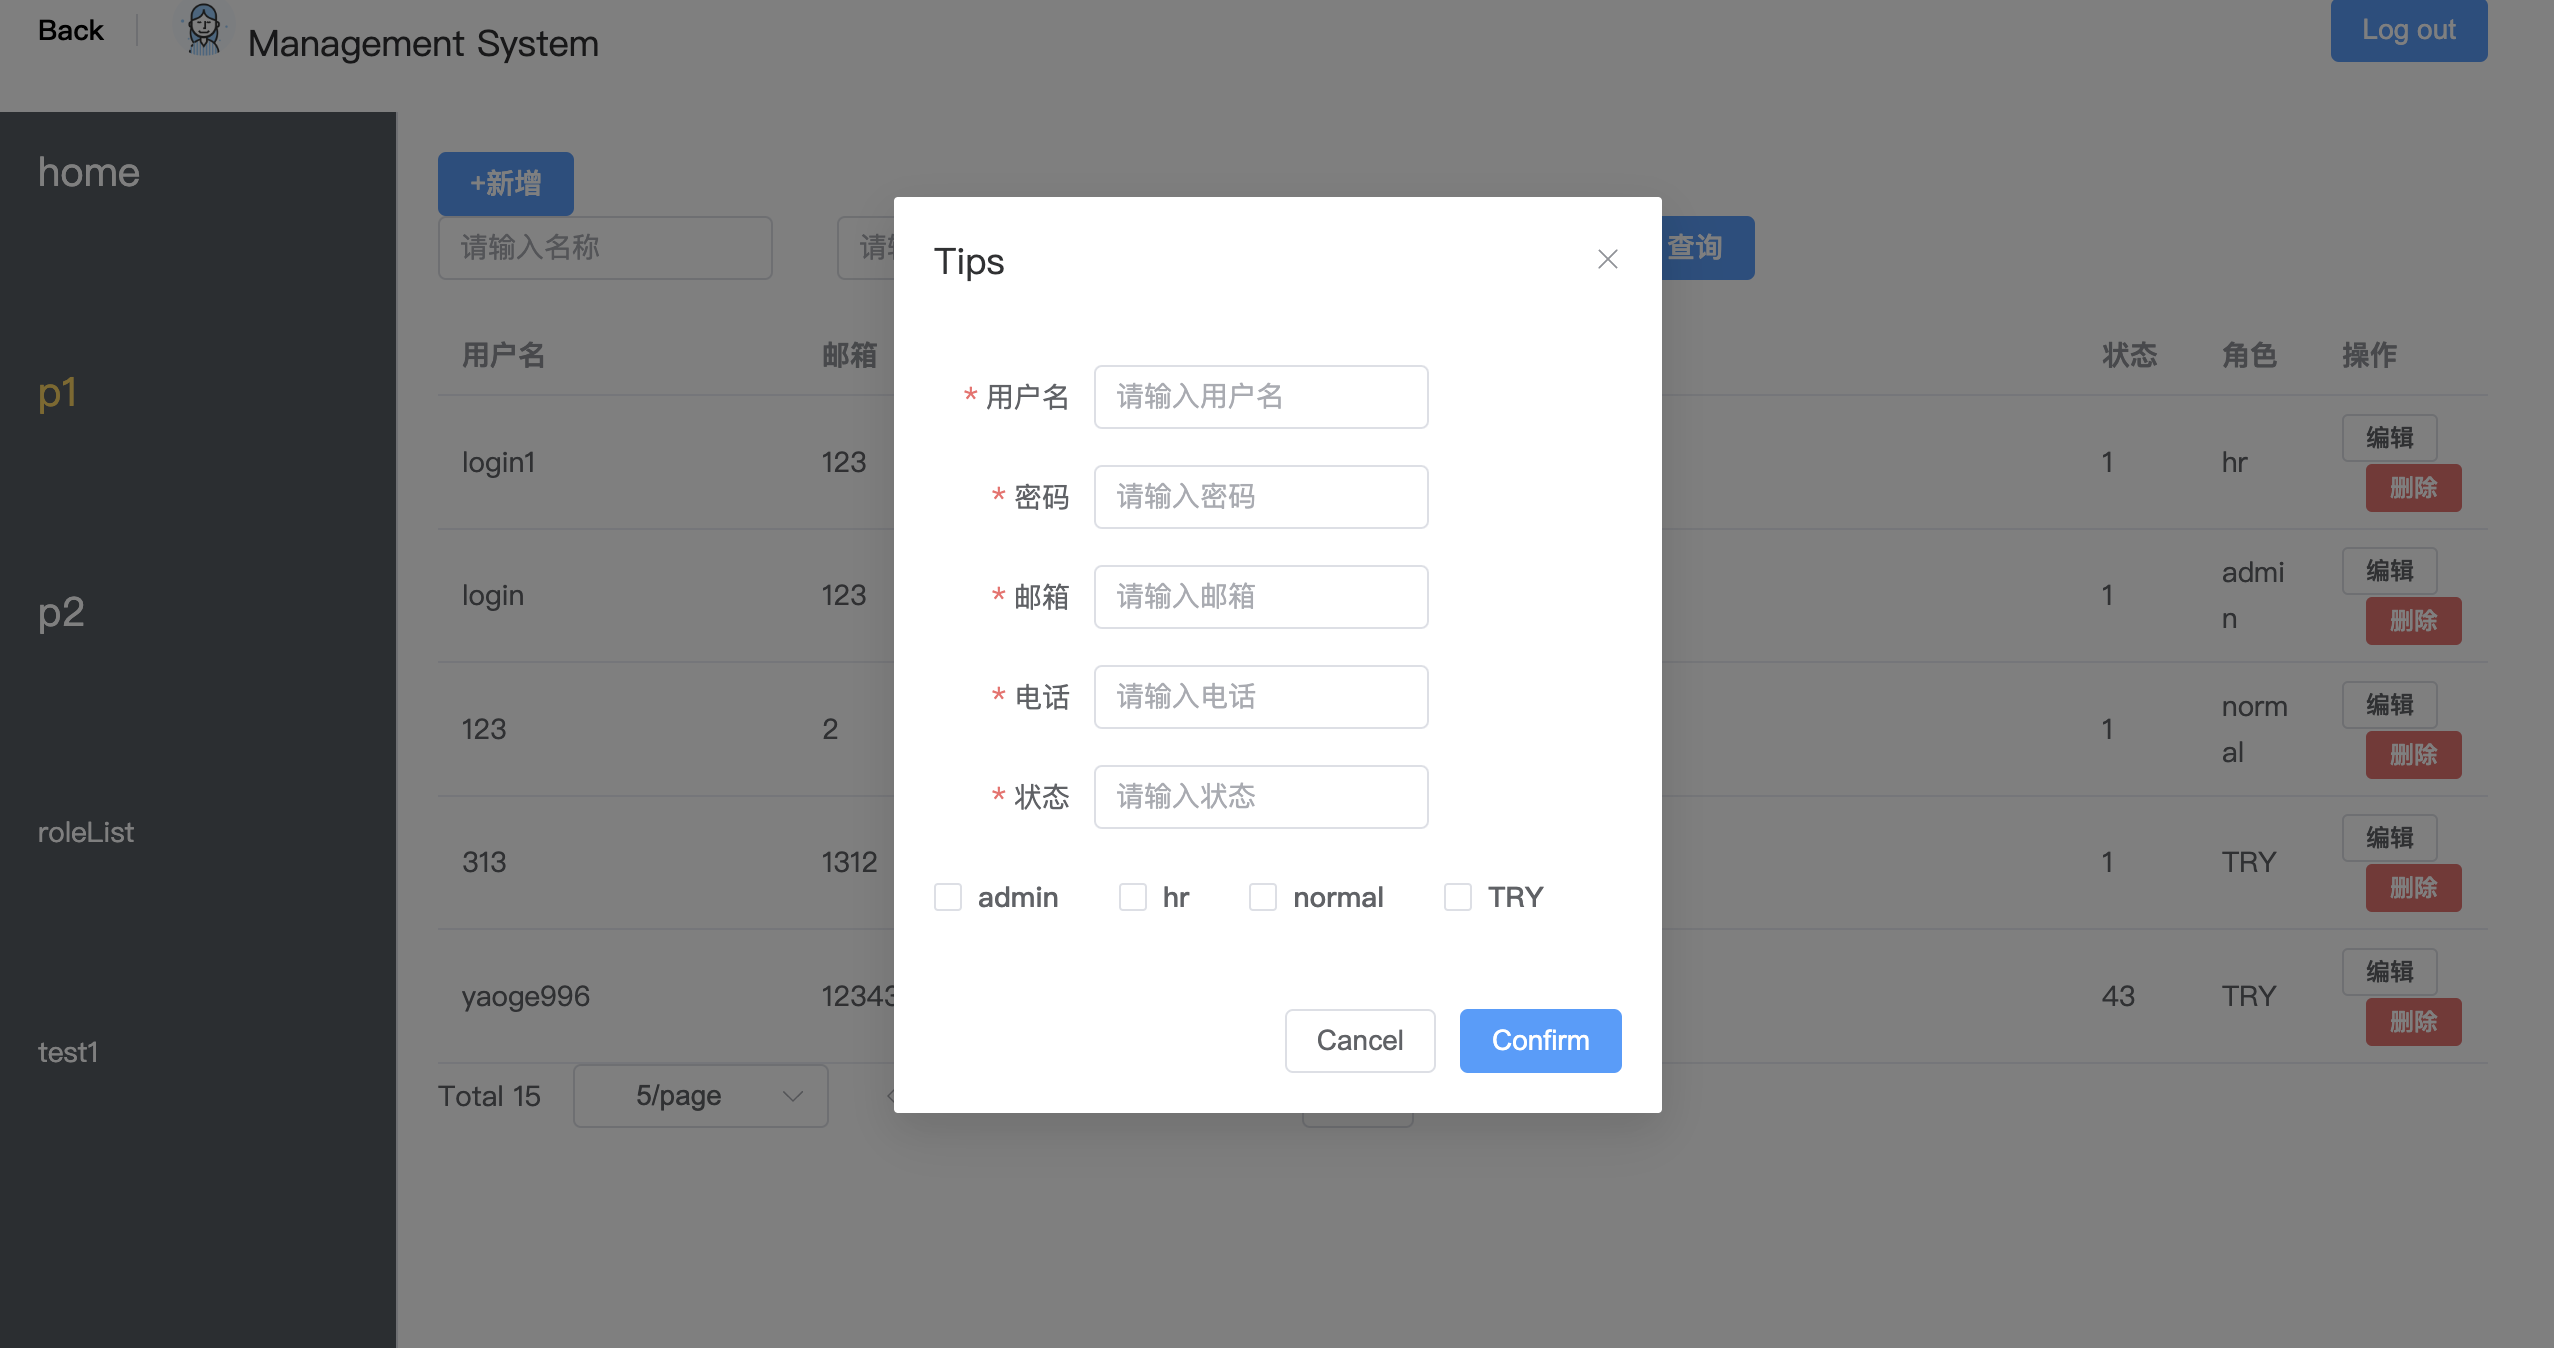 Back
Management System
Log out
home
p1
p2
roleList
test1
+新增
请输入名称
请
查询
用户名 邮箱 状态 角色 操作
login1 123 1 hr 编辑 删除
login 123 1 admi
n 编辑 删除
123 2 1 norm
al 编辑 删除
313 1312 1 TRY 编辑 删除
yaoge996 12343 43 TRY 编辑 删除
Total 15 5/page
Tips
* 用户名 请输入用户名
* 密码 请输入密码
* 邮箱 请输入邮箱
* 电话 请输入电话
* 状态 请输入状态
admin hr normal TRY
Cancel Confirm